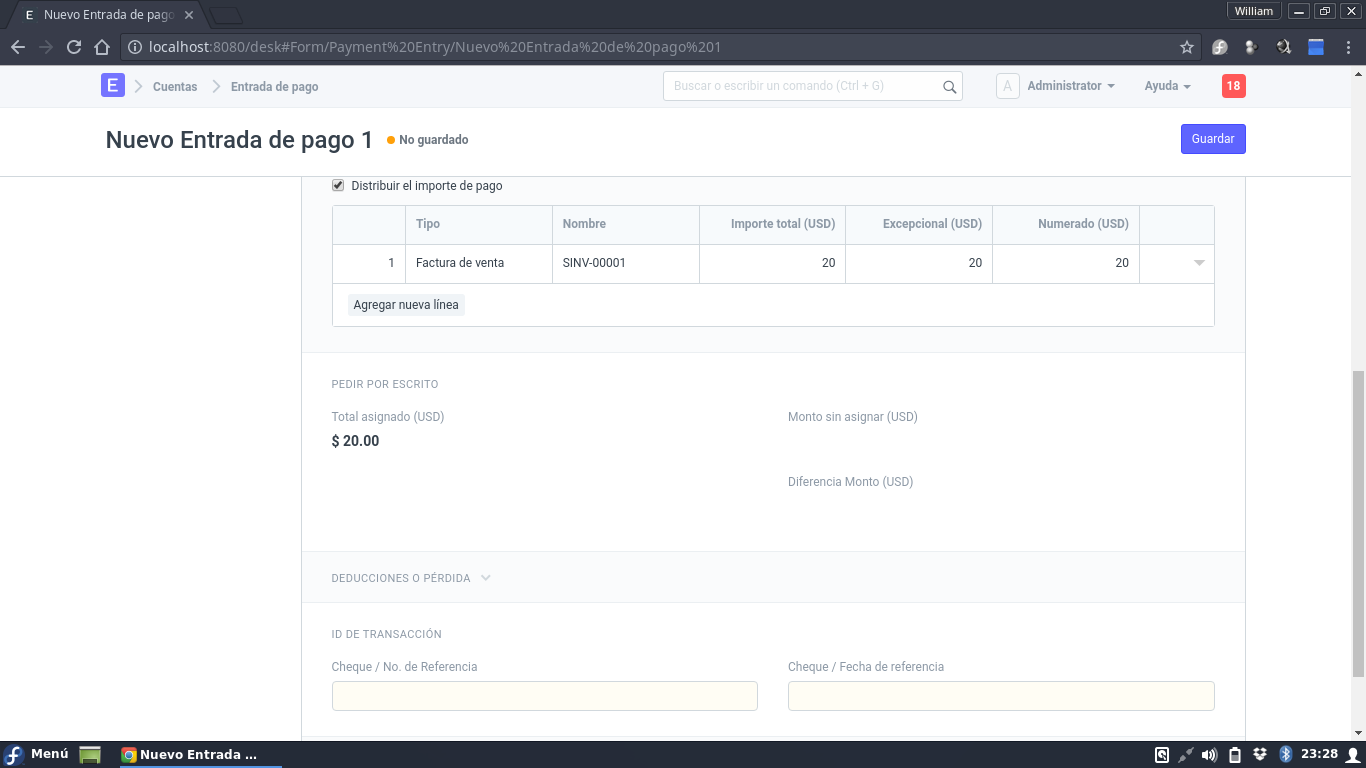 E Nuevo Entrada de pago
William
localhost:8080/desk#Form/Payment%20Entry/Nuevo%20Entrada%20de%20pago%201
E Cuentas Entrada de pago Buscar o escribir un comando (Ctrl + G) A Administrator Ayuda 18
Nuevo Entrada de pago 1 No guardado Guardar
Distribuir el importe de pago
Tipo Nombre Importe total (USD) Excepcional (USD) Numerado (USD)
1 Factura de venta SINV-00001 20 20 20
Agregar nueva línea
PEDIR POR ESCRITO
Total asignado (USD) Monto sin asignar (USD)
$ 20.00
Diferencia Monto (USD)
DEDUCCIONES O PÉRDIDA
ID DE TRANSACCIÓN
Cheque / No. de Referencia Cheque / Fecha de referencia
Menú Nuevo Entrada ... 23:28